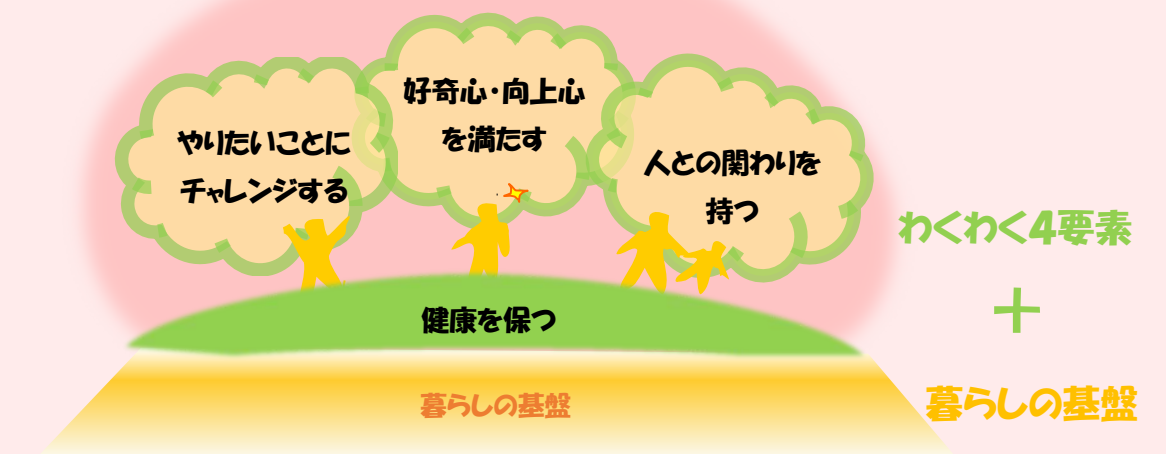 やりたいことに
チャレンジする
好奇心・向上心
を満たす
人との関わりを
持つ
健康を保つ
暮らしの基盤
わくわく4要素
＋
暮らしの基盤